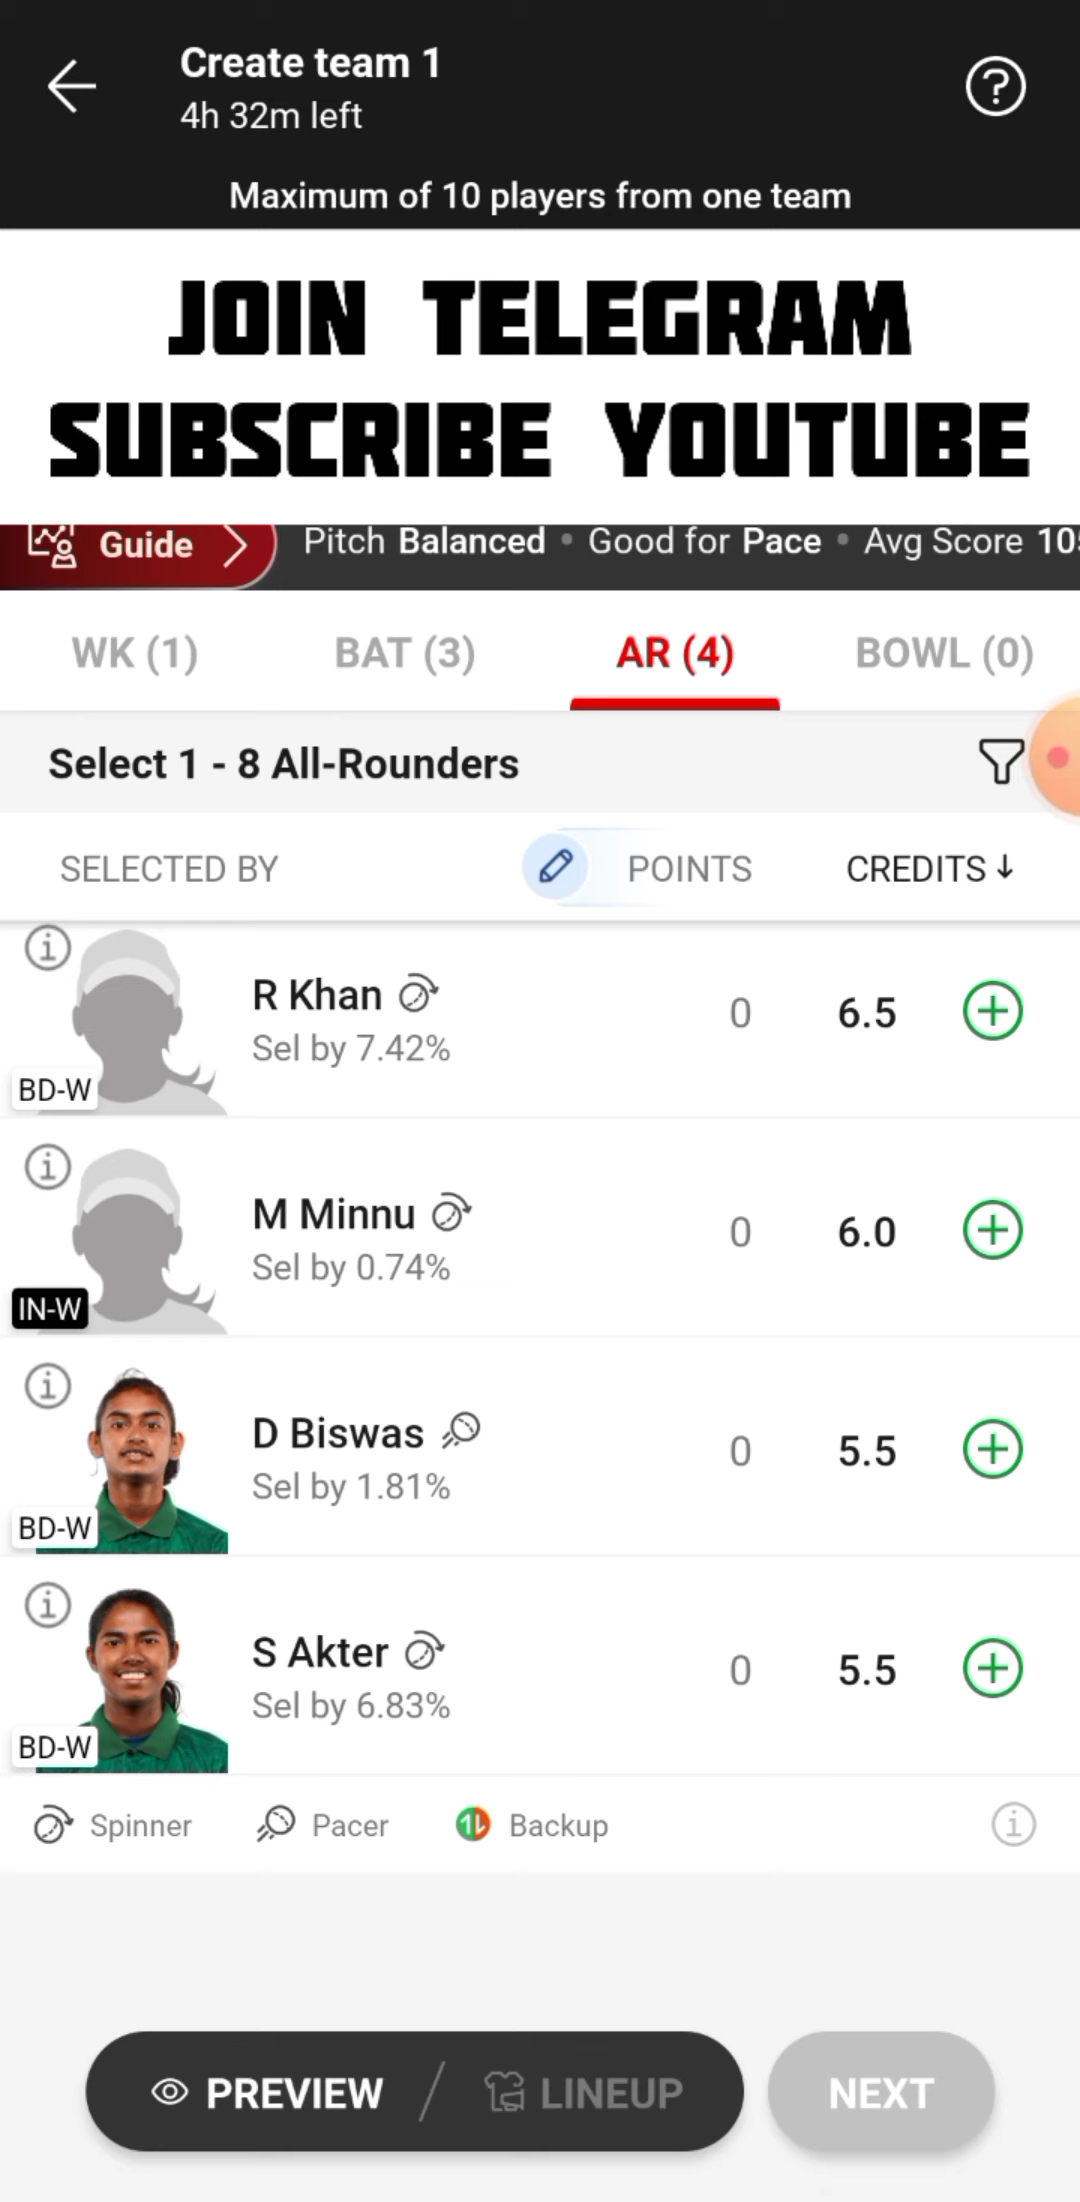 Create team 1
4h 32m left
Maximum of 10 players from one team
JOIN TELEGRAM
SUBSCRIBE YOUTUBE
Guide Pitch Balanced • Good for Pace • Avg Score
WK (1) BAT (3) AR (4) BOWL (0)
Select 1 - 8 All-Rounders
SELECTED BY POINTS CREDITS ↓
R Khan 0 6.5
Sel by 7.42%
BD-W
M Minnu 0 6.0
Sel by 0.74%
IN-W
D Biswas 0 5.5
Sel by 1.81%
BD-W
S Akter 0 5.5
Sel by 6.83%
BD-W
Spinner Pacer Backup
PREVIEW / LINEUP NEXT